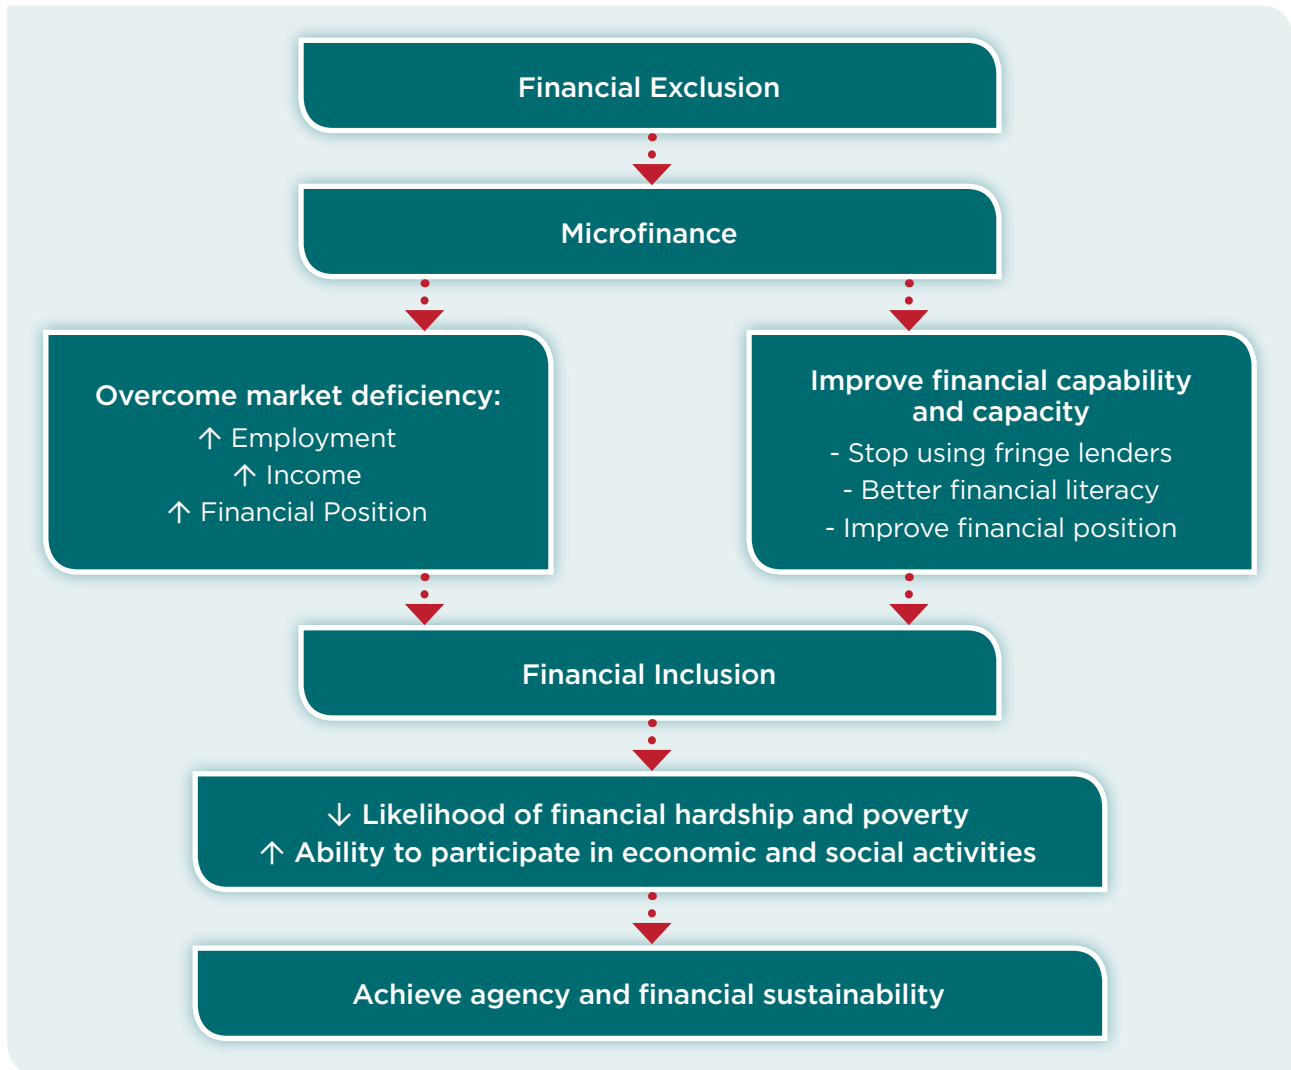 Financial Exclusion
Microfinance
Overcome market deficiency:
↑ Employment
↑ Income
↑ Financial Position
Improve financial capability
and capacity
- Stop using fringe lenders
- Better financial literacy
- Improve financial position
Financial Inclusion
↓ Likelihood of financial hardship and poverty
↑ Ability to participate in economic and social activities
Achieve agency and financial sustainability